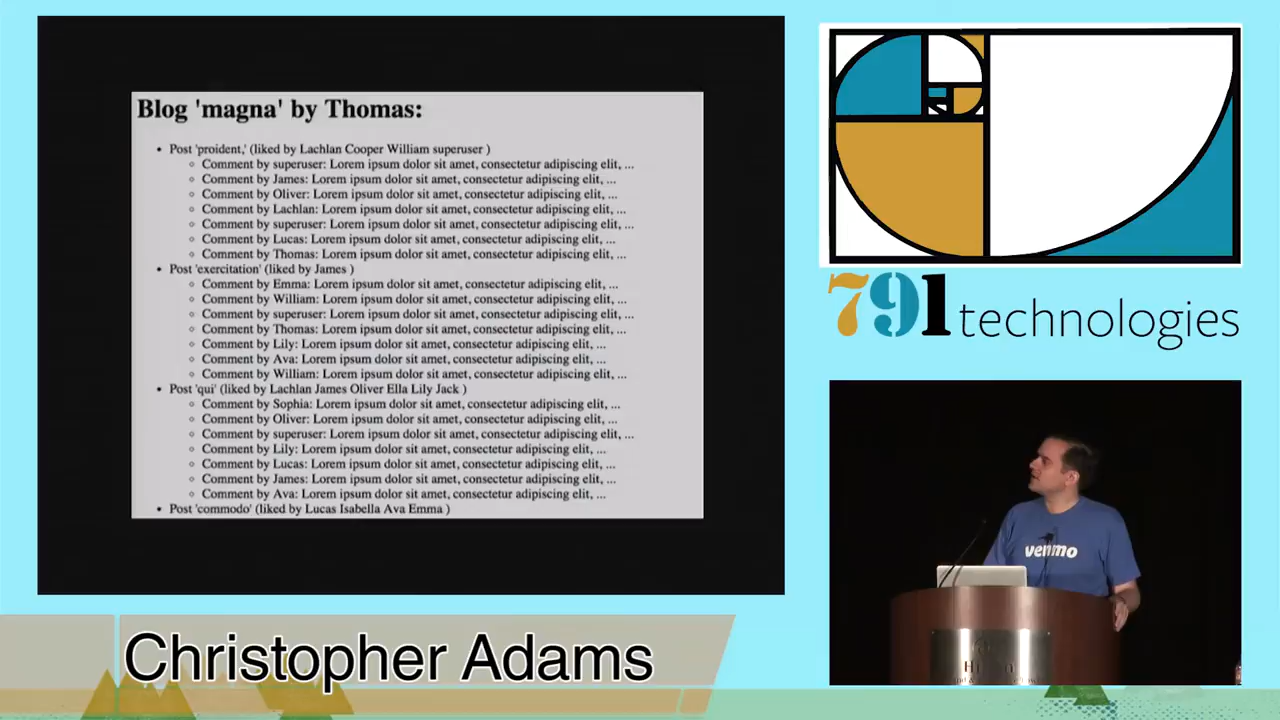 Blog 'magna' by Thomas:
• Post 'proident,' (liked by Lachlan Cooper William superuser )
◦ Comment by superuser: Lorem ipsum dolor sit amet, consectetur adipiscing elit, ...
◦ Comment by James: Lorem ipsum dolor sit amet, consectetur adipiscing elit, ...
◦ Comment by Oliver: Lorem ipsum dolor sit amet, consectetur adipiscing elit, ...
◦ Comment by Lachlan: Lorem ipsum dolor sit amet, consectetur adipiscing elit, ...
◦ Comment by superuser: Lorem ipsum dolor sit amet, consectetur adipiscing elit, ...
◦ Comment by Lucas: Lorem ipsum dolor sit amet, consectetur adipiscing elit, ...
◦ Comment by Thomas: Lorem ipsum dolor sit amet, consectetur adipiscing elit, ...
• Post 'exercitation' (liked by James )
◦ Comment by Emma: Lorem ipsum dolor sit amet, consectetur adipiscing elit, ...
◦ Comment by William: Lorem ipsum dolor sit amet, consectetur adipiscing elit, ...
◦ Comment by superuser: Lorem ipsum dolor sit amet, consectetur adipiscing elit, ...
◦ Comment by Thomas: Lorem ipsum dolor sit amet, consectetur adipiscing elit, ...
◦ Comment by Lily: Lorem ipsum dolor sit amet, consectetur adipiscing elit, ...
◦ Comment by Ava: Lorem ipsum dolor sit amet, consectetur adipiscing elit, ...
◦ Comment by William: Lorem ipsum dolor sit amet, consectetur adipiscing elit, ...
• Post 'qui' (liked by Lachlan James Oliver Ella Lily Jack )
◦ Comment by Sophia: Lorem ipsum dolor sit amet, consectetur adipiscing elit, ...
◦ Comment by Oliver: Lorem ipsum dolor sit amet, consectetur adipiscing elit, ...
◦ Comment by superuser: Lorem ipsum dolor sit amet, consectetur adipiscing elit, ...
◦ Comment by Lily: Lorem ipsum dolor sit amet, consectetur adipiscing elit, ...
◦ Comment by Lucas: Lorem ipsum dolor sit amet, consectetur adipiscing elit, ...
◦ Comment by James: Lorem ipsum dolor sit amet, consectetur adipiscing elit, ...
◦ Comment by Ava: Lorem ipsum dolor sit amet, consectetur adipiscing elit, ...
• Post 'commodo' (liked by Lucas Isabella Ava Emma )
791 technologies
venmo
Christopher Adams